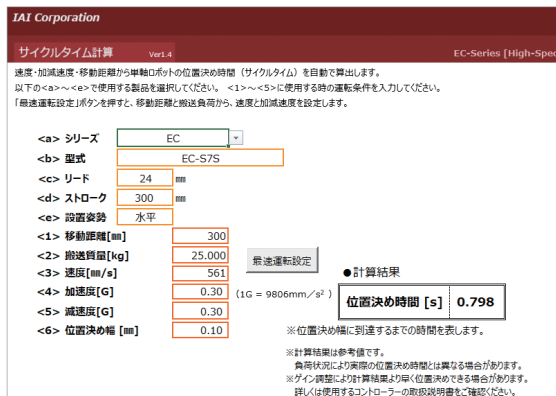 IAI Corporation
サイクルタイム計算 Ver1.4 EC-Series [High-Spec
速度・加減速度・移動距離から単軸ロボットの位置決め時間（サイクルタイム）を自動で算出します。
以下の<a>～<e>で使用する製品を選択してください。 <1>～<5>に使用する時の運転条件を入力してください。
「最速運転設定」ボタンを押すと、移動距離と搬送負荷から、速度と加減速度を設定します。
<a> シリーズ EC
<b> 型式 EC-S7S
<c> リード 24 mm
<d> ストローク 300 mm
<e> 設置姿勢 水平
<1> 移動距離[mm] 300
<2> 搬送質量[kg] 25.000
最速運転設定
<3> 速度[mm/s] 561
●計算結果
<4> 加速度[G] 0.30 (1G = 9806mm／s²)
位置決め時間 [s] 0.798
<5> 減速度[G] 0.30
<6> 位置決め幅 [mm] 0.10
※位置決め幅に到達するまでの時間を表します。
※計算結果は参考値です。
負荷状況により実際の位置決め時間とは異なる場合があります。
※ゲイン調整により計算結果より早く位置決めできる場合があります。
詳しくは使用するコントローラーの取扱説明書をご確認ください。